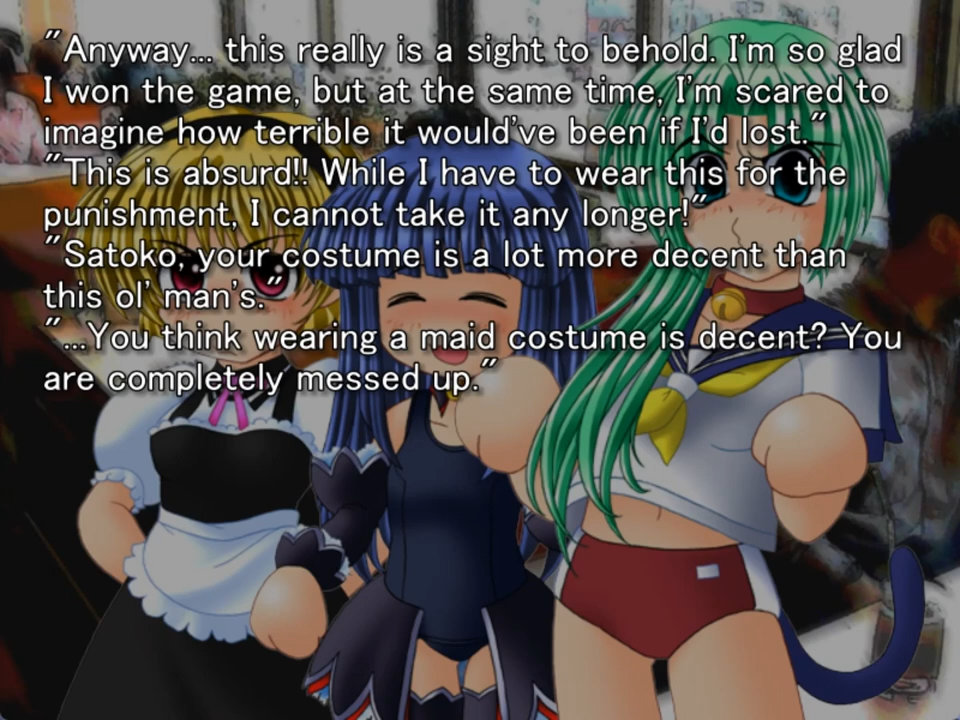 "Anyway... this really is a sight to behold. I'm so glad
I won the game, but at the same time, I'm scared to
imagine how terrible it would've been if I'd lost."
"This is absurd!! While I have to wear this for the
punishment, I cannot take it any longer!"
"Satoko, your costume is a lot more decent than
this ol' man's."
"...You think wearing a maid costume is decent? You
are completely messed up."